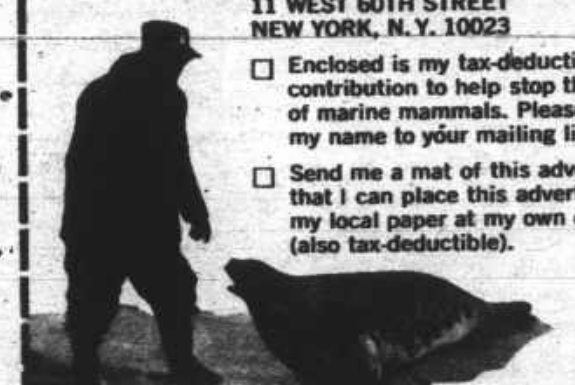 11 WEST 60TH STREET
NEW YORK, N.Y. 10023
☐ Enclosed is my tax-deducti
contribution to help stop th
of marine mammals. Pleas
my name to your mailing li
☐ Send me a mat of this adv
that I can place this adver
my local paper at my own
(also tax-deductible).